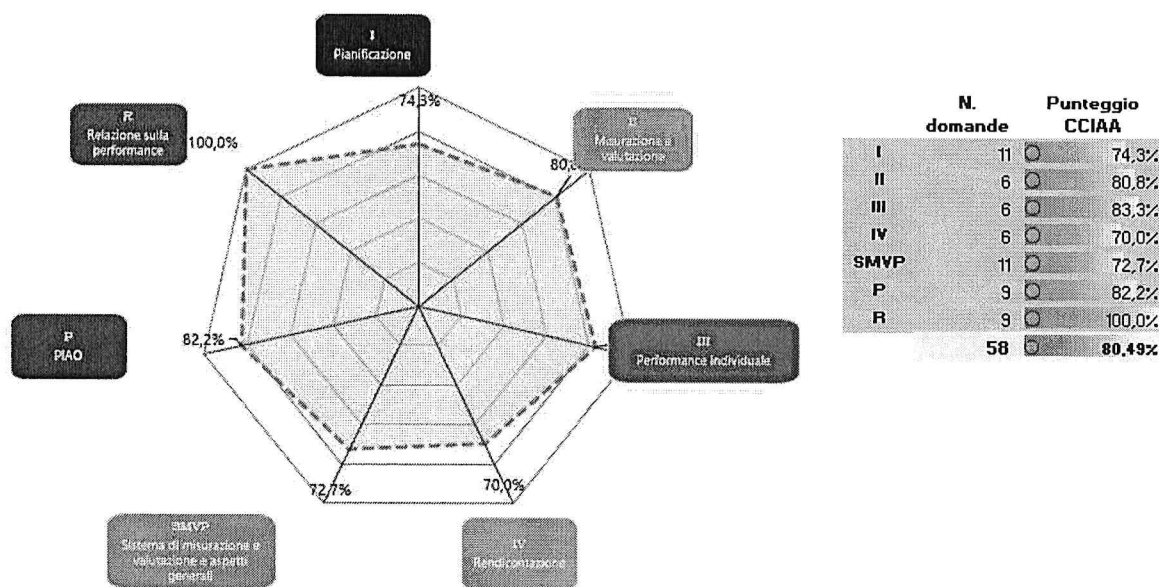 I
Pianificazione
74,3%
R
Relazione sulla
performance
100,0%
II
Misurazione e
valutazione
80,
P
PIAO
82,2%
III
Performance individuale
72,7%
70,0%
SMVP
Sistema di misurazione e
valutazione e aspetti
generali
IV
Rendicontazione
N. domande
Punteggio CCIAA
I 11 74,3%
II 6 80,8%
III 6 83,3%
IV 6 70,0%
SMVP 11 72,7%
P 9 82,2%
R 9 100,0%
58 80,49%